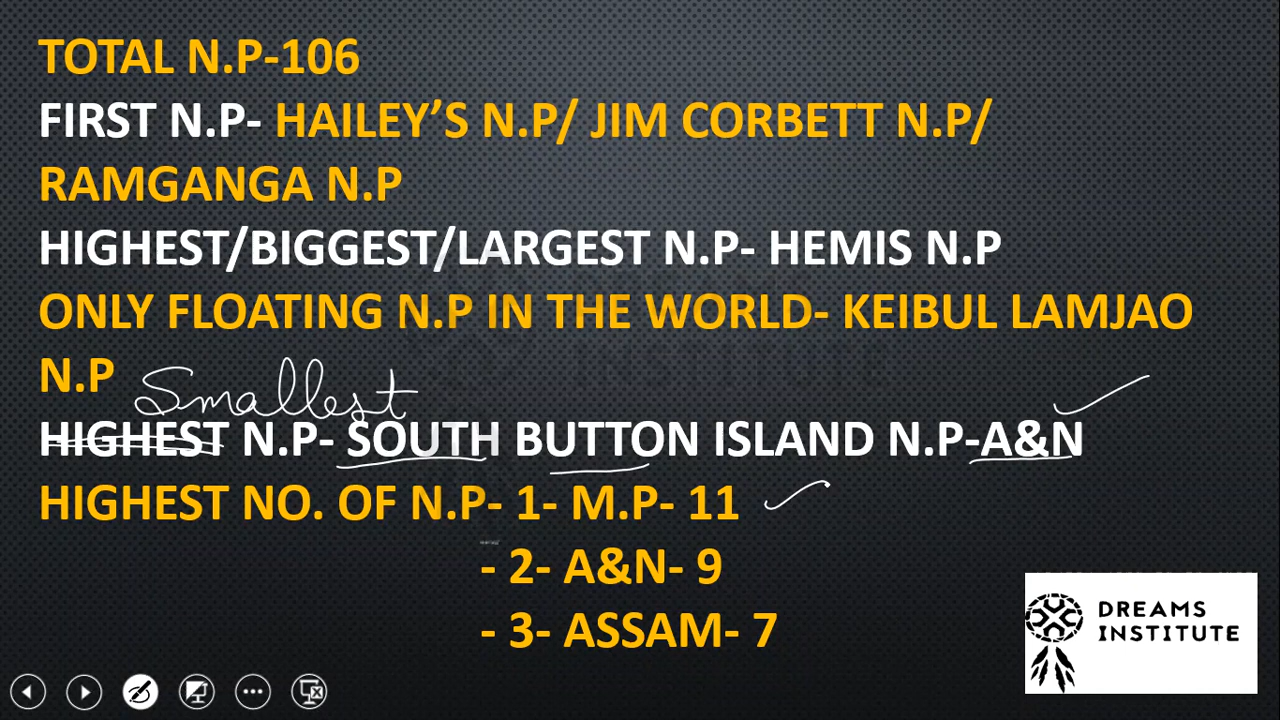 TOTAL N.P-106
FIRST N.P- HAILEY’S N.P/ JIM CORBETT N.P/
RAMGANGA N.P
HIGHEST/BIGGEST/LARGEST N.P- HEMIS N.P
ONLY FLOATING N.P IN THE WORLD- KEIBUL LAMJAO
N.P
Smallest
HIGHEST N.P- SOUTH BUTTON ISLAND N.P-A&N
HIGHEST NO. OF N.P- 1- M.P- 11
- 2- A&N- 9
- 3- ASSAM- 7
DREAMS
INSTITUTE